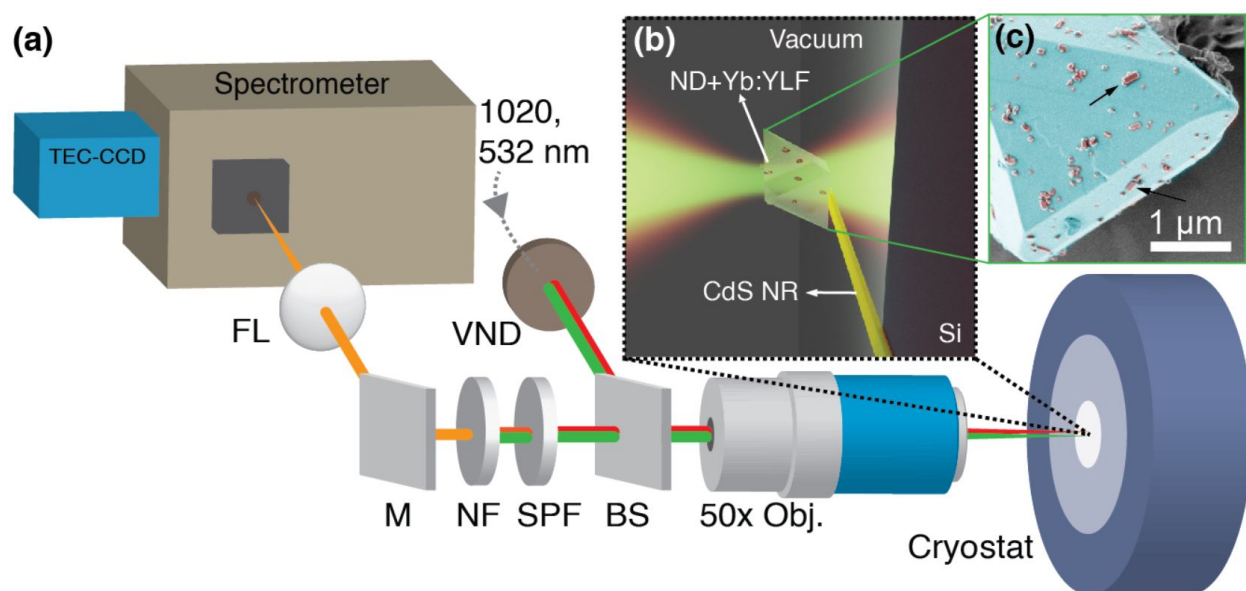 (a)
Spectrometer
TEC-CCD
1020,
532 nm
FL
VND
M
NF
SPF
BS
50x Obj.
Cryostat
(b)
Vacuum
ND+Yb:YLF
CdS NR
Si
(c)
1 µm